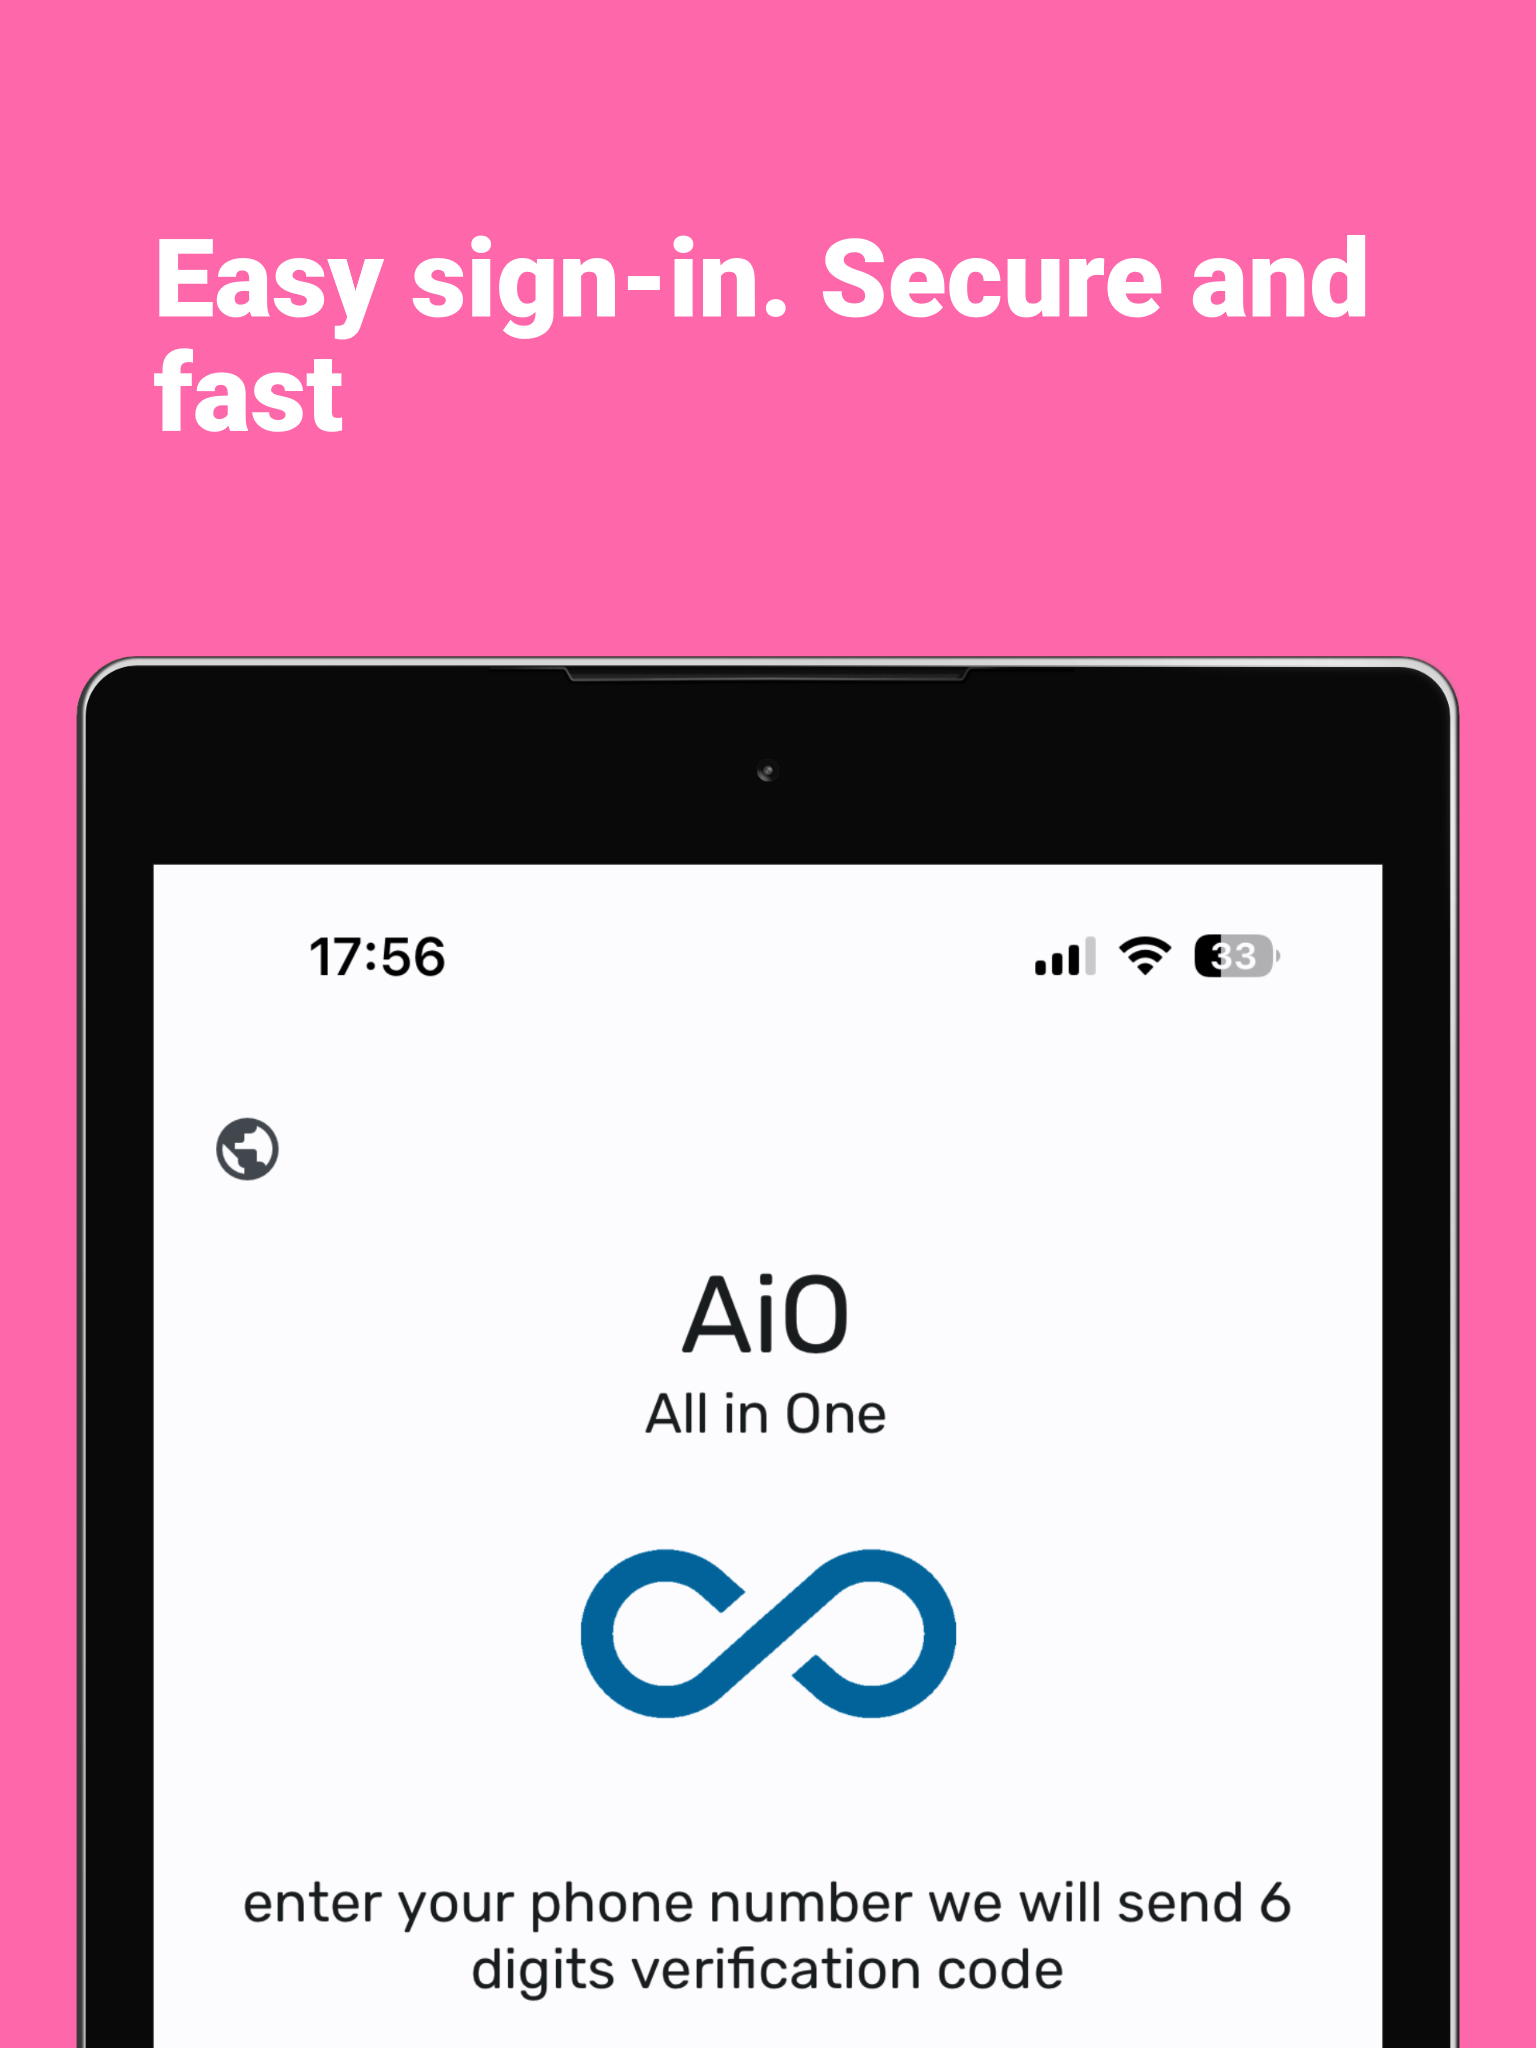 Easy sign-in. Secure and
fast
17:56
33
AiO
All in One
enter your phone number we will send 6
digits verification code